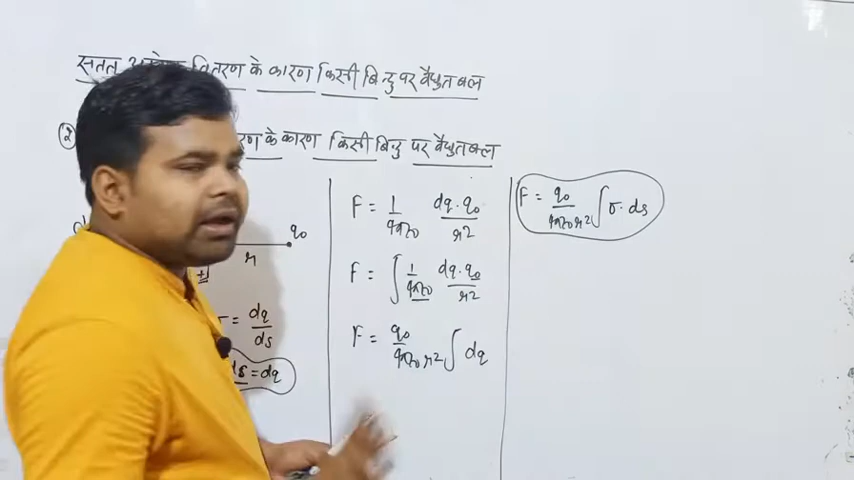 सतत वितरण के कारण किसी बिन्दु पर वैधुत बल
② के कारण किसी बिन्दु पर वैधुत बल
q₀
r
= dq/ds
ds = dq
F = 1/4πε₀ dq·q₀/r²
F = ∫ 1/4πε₀ dq·q₀/r²
F = q₀/4πε₀r² ∫ dq
F = q₀/4πε₀r² ∫ σ·ds